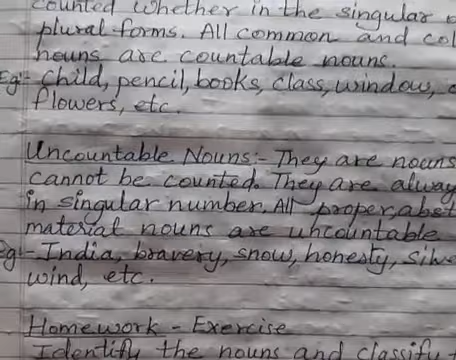 counted whether in the singular
plural forms. All common and col
nouns, are countable nouns.
Eg:- Child, pencil, books, class, window,
flowers, etc.
Uncountable Nouns:- They are nouns
cannot be counted. They are alway
in singular number. All proper, abst
material nouns are uncountable
Eg:- India, bravery, snow, honesty, silve
wind, etc.
Homework - Exercise
Identify the nouns and classify